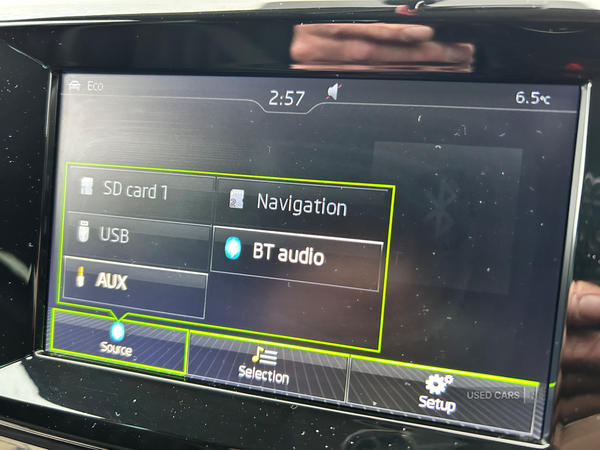 Eco
2:57
6.5°C
SD card 1
Navigation
USB
BT audio
AUX
Source
Selection
Setup
USED CARS